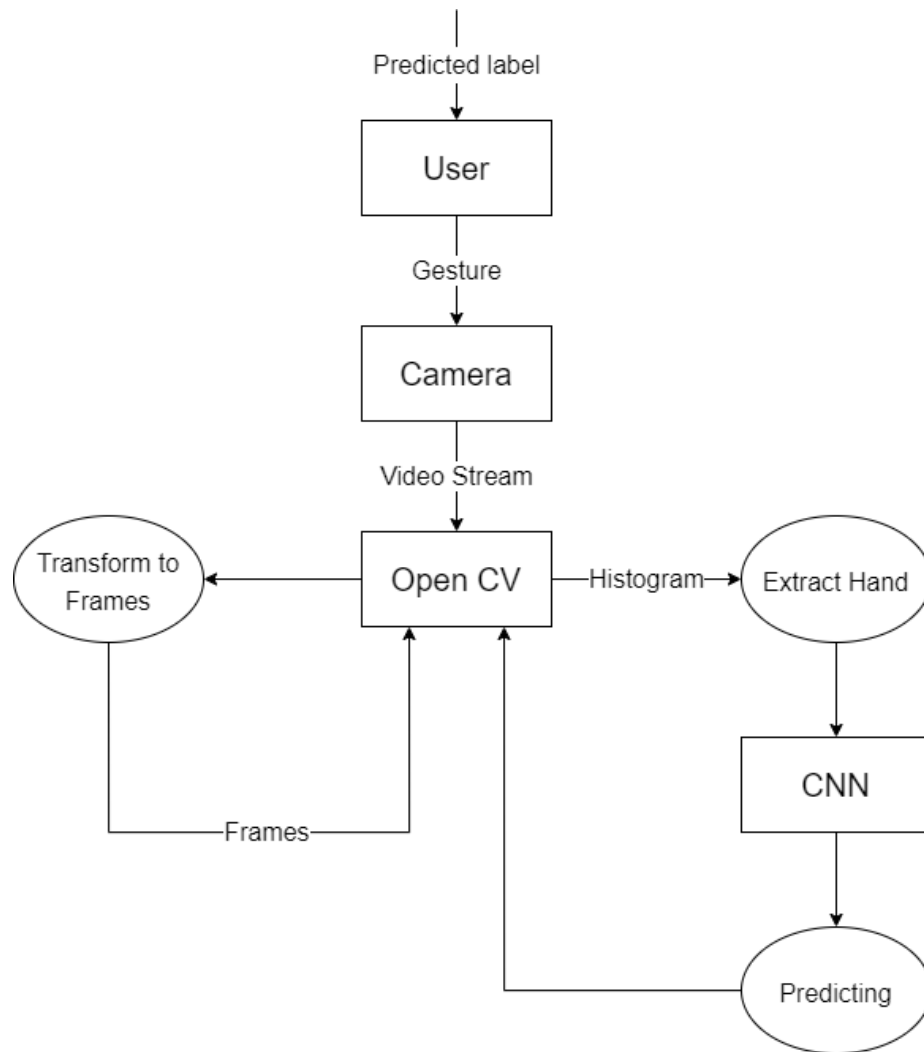 Predicted label
User
Gesture
Camera
Video Stream
Transform to
Frames
Open CV
Histogram
Extract Hand
CNN
Frames
Predicting